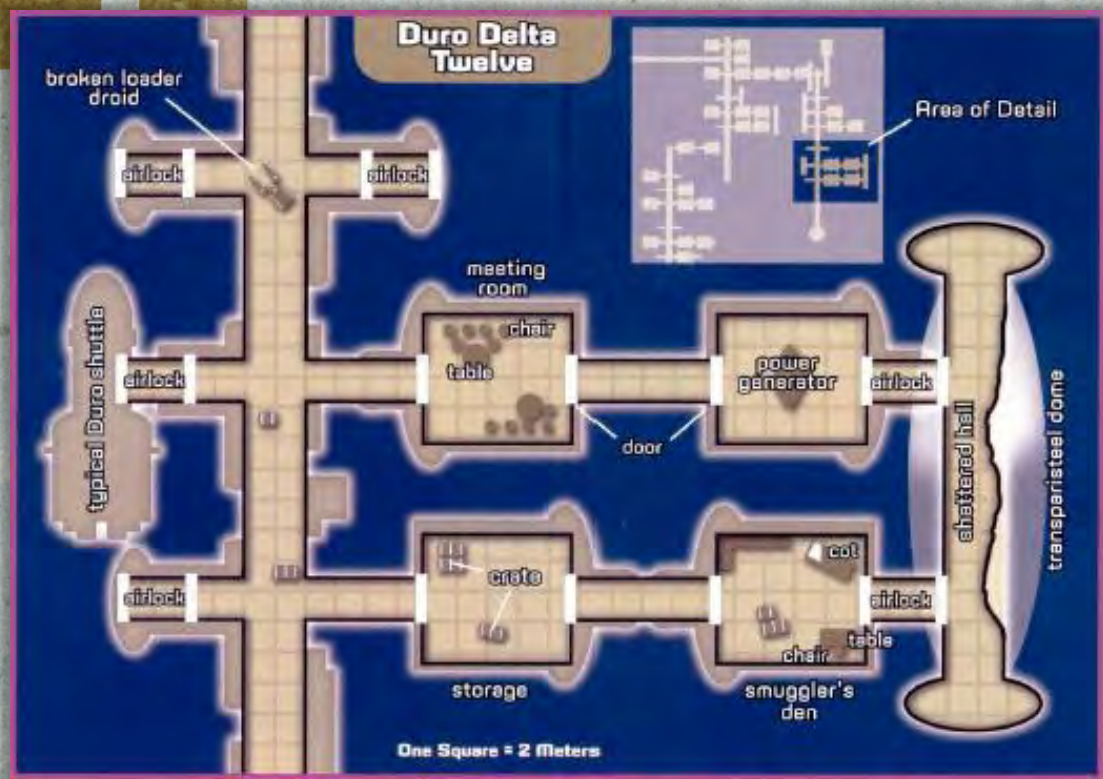 Duro Delta
Twelve
broken loader
droid
Area of Detail
airlock
airlock
meeting
room
chair
table
typical Duro shuttle
airlock
power
generator
airlock
door
shattered hall
transparisteel dome
crate
cot
airlock
airlock
table
chair
storage
smuggler's
den
One Square = 2 Meters